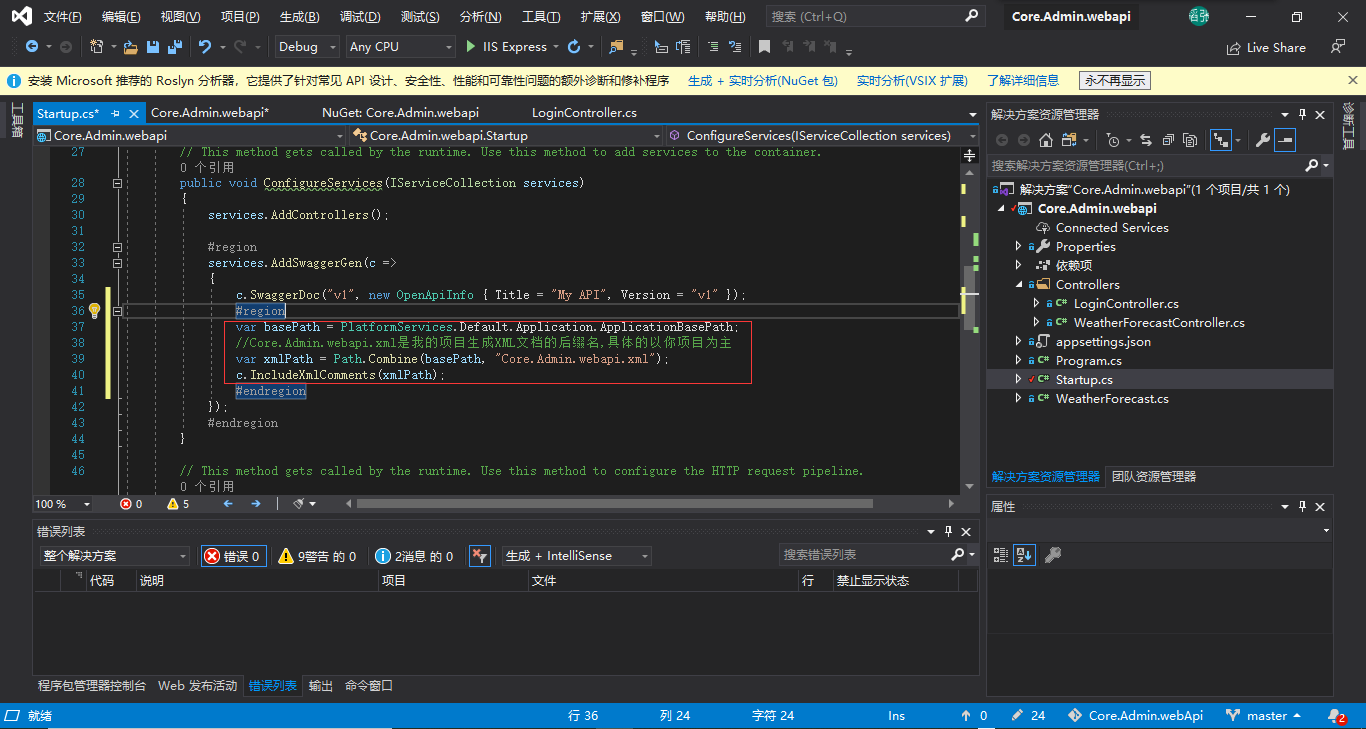 文件(F) 编辑(E) 视图(V) 项目(P) 生成(B) 调试(D) 测试(S) 分析(N) 工具(T) 扩展(X) 窗口(W) 帮助(H) 搜索 (Ctrl+Q) Core.Admin.webapi
Debug Any CPU IIS Express Live Share
安装 Microsoft 推荐的 Roslyn 分析器，它提供了针对常见 API 设计、安全性、性能和可靠性问题的额外诊断和修补程序 生成 + 实时分析(NuGet 包) 实时分析(VSIX 扩展) 了解详细信息 永不再显示
工具箱
Startup.cs* Core.Admin.webapi* NuGet: Core.Admin.webapi LoginController.cs
Core.Admin.webapi Core.Admin.webapi.Startup ConfigureServices(IServiceCollection services)
27 // This method gets called by the runtime. Use this method to add services to the container.
0 个引用
28 public void ConfigureServices(IServiceCollection services)
29 {
30 services.AddControllers();
31
32 #region
33 services.AddSwaggerGen(c =>
34 {
35 c.SwaggerDoc("v1", new OpenApiInfo { Title = "My API", Version = "v1" });
36 #region
37 var basePath = PlatformServices.Default.Application.ApplicationBasePath;
38 //Core.Admin.webapi.xml是我的项目生成XML文档的后缀名,具体的以你项目为主
39 var xmlPath = Path.Combine(basePath, "Core.Admin.webapi.xml");
40 c.IncludeXmlComments(xmlPath);
41 #endregion
42 });
43 #endregion
44 }
45
46 // This method gets called by the runtime. Use this method to configure the HTTP request pipeline.
0 个引用
100 % 0 5
错误列表
整个解决方案 错误 0 9警告 的 0 2消息 的 0 生成 + IntelliSense 搜索错误列表
代码 说明 项目 文件 行 禁止显示状态
程序包管理器控制台 Web 发布活动 错误列表 输出 命令窗口
解决方案资源管理器
搜索解决方案资源管理器(Ctrl+;)
解决方案"Core.Admin.webapi"(1 个项目/共 1 个)
Core.Admin.webapi
Connected Services
Properties
依赖项
Controllers
LoginController.cs
WeatherForecastController.cs
appsettings.json
Program.cs
Startup.cs
WeatherForecast.cs
解决方案资源管理器 团队资源管理器
属性
诊断工具
就绪 行 36 列 24 字符 24 Ins 0 24 Core.Admin.webApi master 2